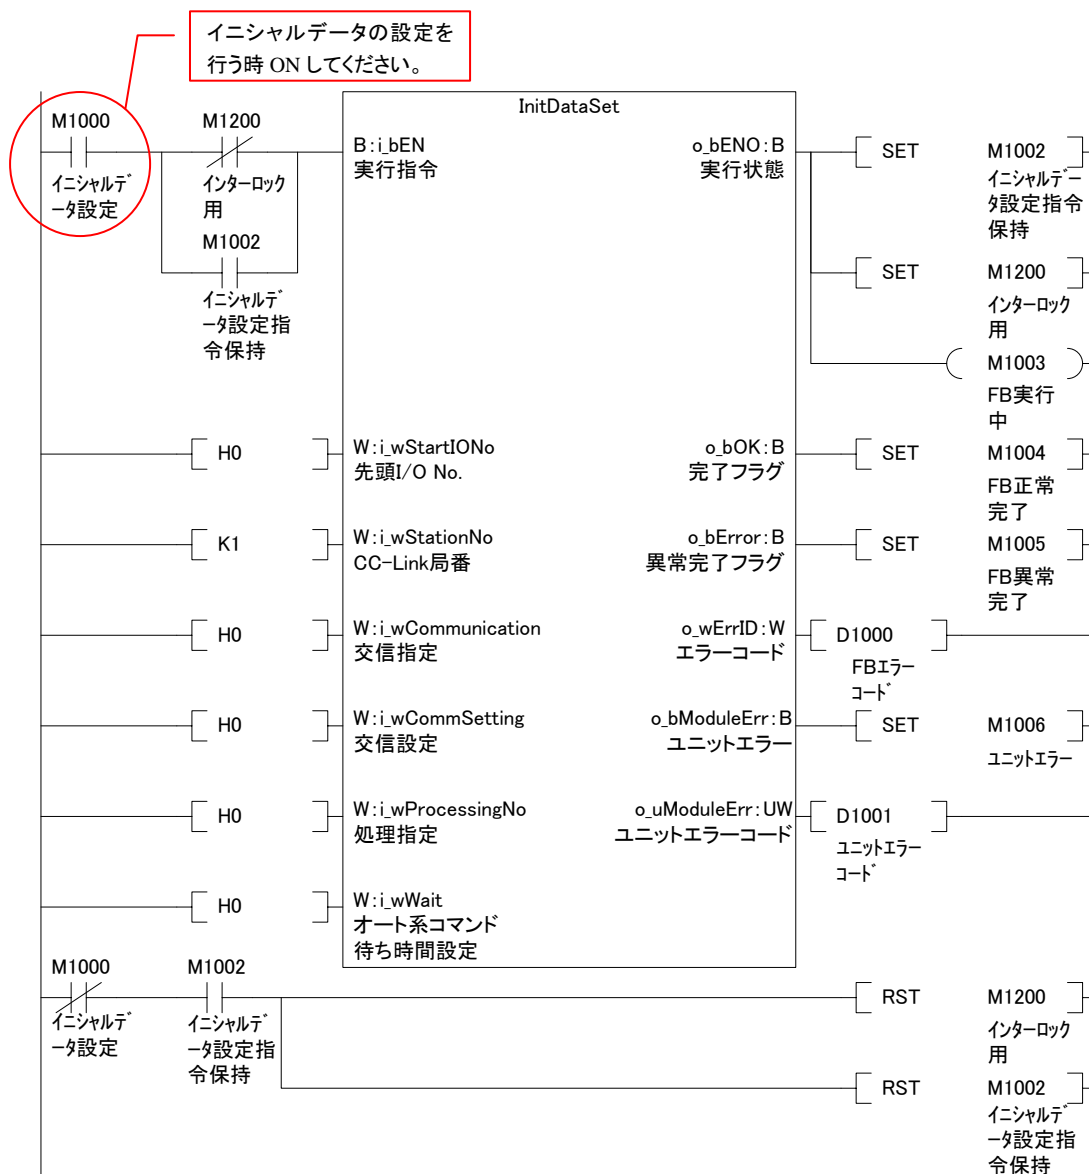 イニシャルデータの設定を
行う時 ON してください。
InitDataSet
M1000
M1200
B:i_bEN
o_bENO:B
SET
M1002
実行指令
実行状態
イニシャルデ
ータ設定
インターロック
用
イニシャルデー
タ設定指令
保持
M1002
SET
M1200
イニシャルデ
ータ設定指
令保持
インターロック
用
M1003
FB実行
中
H0
W:i_wStartIONo
o_bOK:B
SET
M1004
先頭I/O No.
完了フラグ
FB正常
完了
K1
W:i_wStationNo
o_bError:B
SET
M1005
CC-Link局番
異常完了フラグ
FB異常
完了
H0
W:i_wCommunication
o_wErrID:W
D1000
交信指定
エラーコード
FBエラー
コード
H0
W:i_wCommSetting
o_bModuleErr:B
SET
M1006
交信設定
ユニットエラー
ユニットエラー
H0
W:i_wProcessingNo
o_uModuleErr:UW
D1001
処理指定
ユニットエラーコード
ユニットエラー
コード
H0
W:i_wWait
オート系コマンド
待ち時間設定
M1000
M1002
RST
M1200
イニシャルデ
ータ設定
イニシャルデ
ータ設定指
令保持
インターロック
用
RST
M1002
イニシャルデ
ータ設定指
令保持